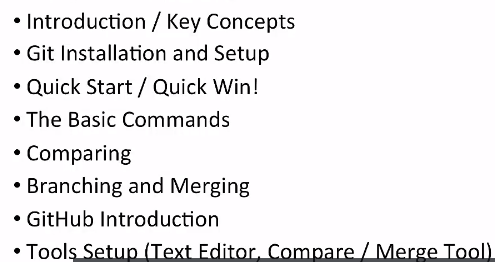 • Introduction / Key Concepts
• Git Installation and Setup
• Quick Start / Quick Win!
• The Basic Commands
• Comparing
• Branching and Merging
• GitHub Introduction
• Tools Setup (Text Editor, Compare / Merge Tool)